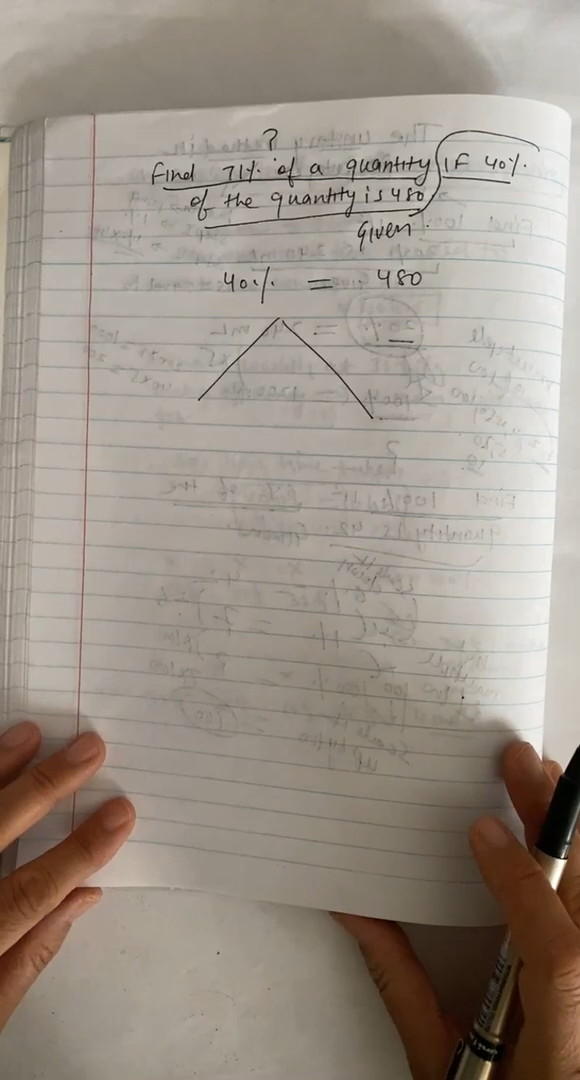 ?
Find 71% of a quantity if 40%
of the quantity is 480
given
40% = 480